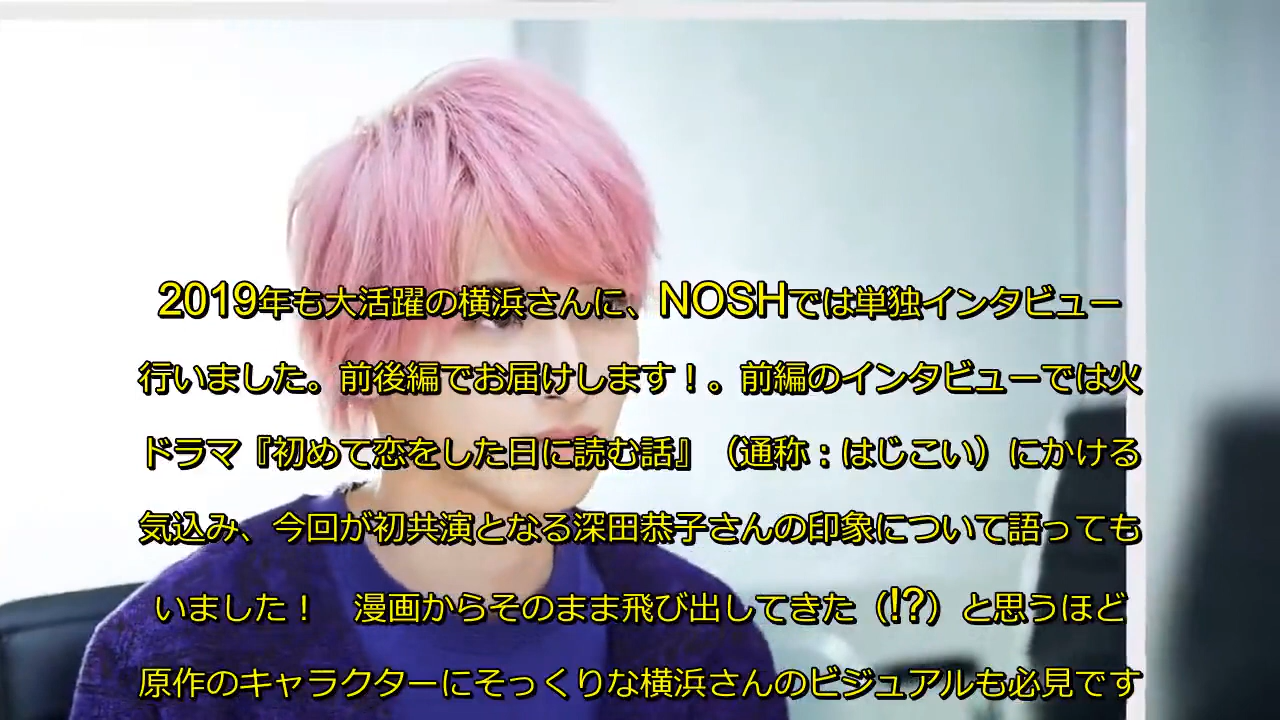 2019年も大活躍の横浜さんに、NOSHでは単独インタビュー
行いました。前後編でお届けします！。前編のインタビューでは火
ドラマ『初めて恋をした日に読む話』（通称：はじこい）にかける
気込み、今回が初共演となる深田恭子さんの印象について語っても
いました！　漫画からそのまま飛び出してきた（!?）と思うほど
原作のキャラクターにそっくりな横浜さんのビジュアルも必見です